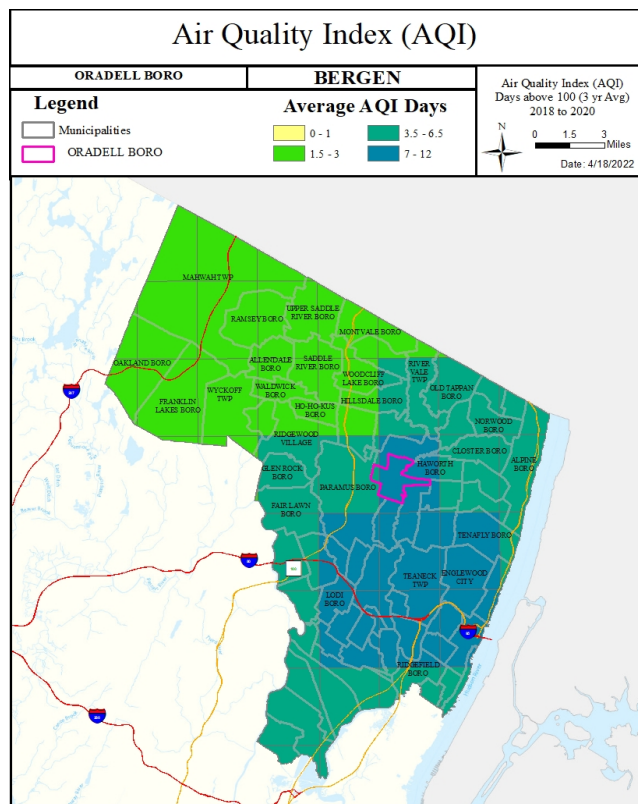 Air Quality Index (AQI)
ORADELL BORO
BERGEN
Air Quality Index (AQI)
Days above 100 (3 yr Avg)
2018 to 2020
Legend
Municipalities
ORADELL BORO
Average AQI Days
0 - 1
1.5 - 3
3.5 - 6.5
7 - 12
N
0 1.5 3
Miles
Date: 4/18/2022
MAHWAH TWP
RAMSEY BORO
UPPER SADDLE
RIVER BORO
MONTVALE BORO
OAKLAND BORO
ALLENDALE
BORO
SADDLE
RIVER BORO
WOODCLIFF
LAKE BORO
RIVER
VALE TWP
OLD TAPPAN
BORO
FRANKLIN
LAKES BORO
WYCKOFF
TWP
WALDWICK
BORO
HO-HO-KUS
BORO
HILLSDALE BORO
NORWOOD
BORO
RIDGEWOOD
VILLAGE
CLOSTER BORO
ALPINE
BORO
GLEN ROCK
BORO
PARAMUS BORO
HAWORTH
BORO
FAIR LAWN
BORO
TENAFLY BORO
LODI
BORO
TEANECK
TWP
ENGLEWOOD
CITY
RIDGEFIELD
BORO